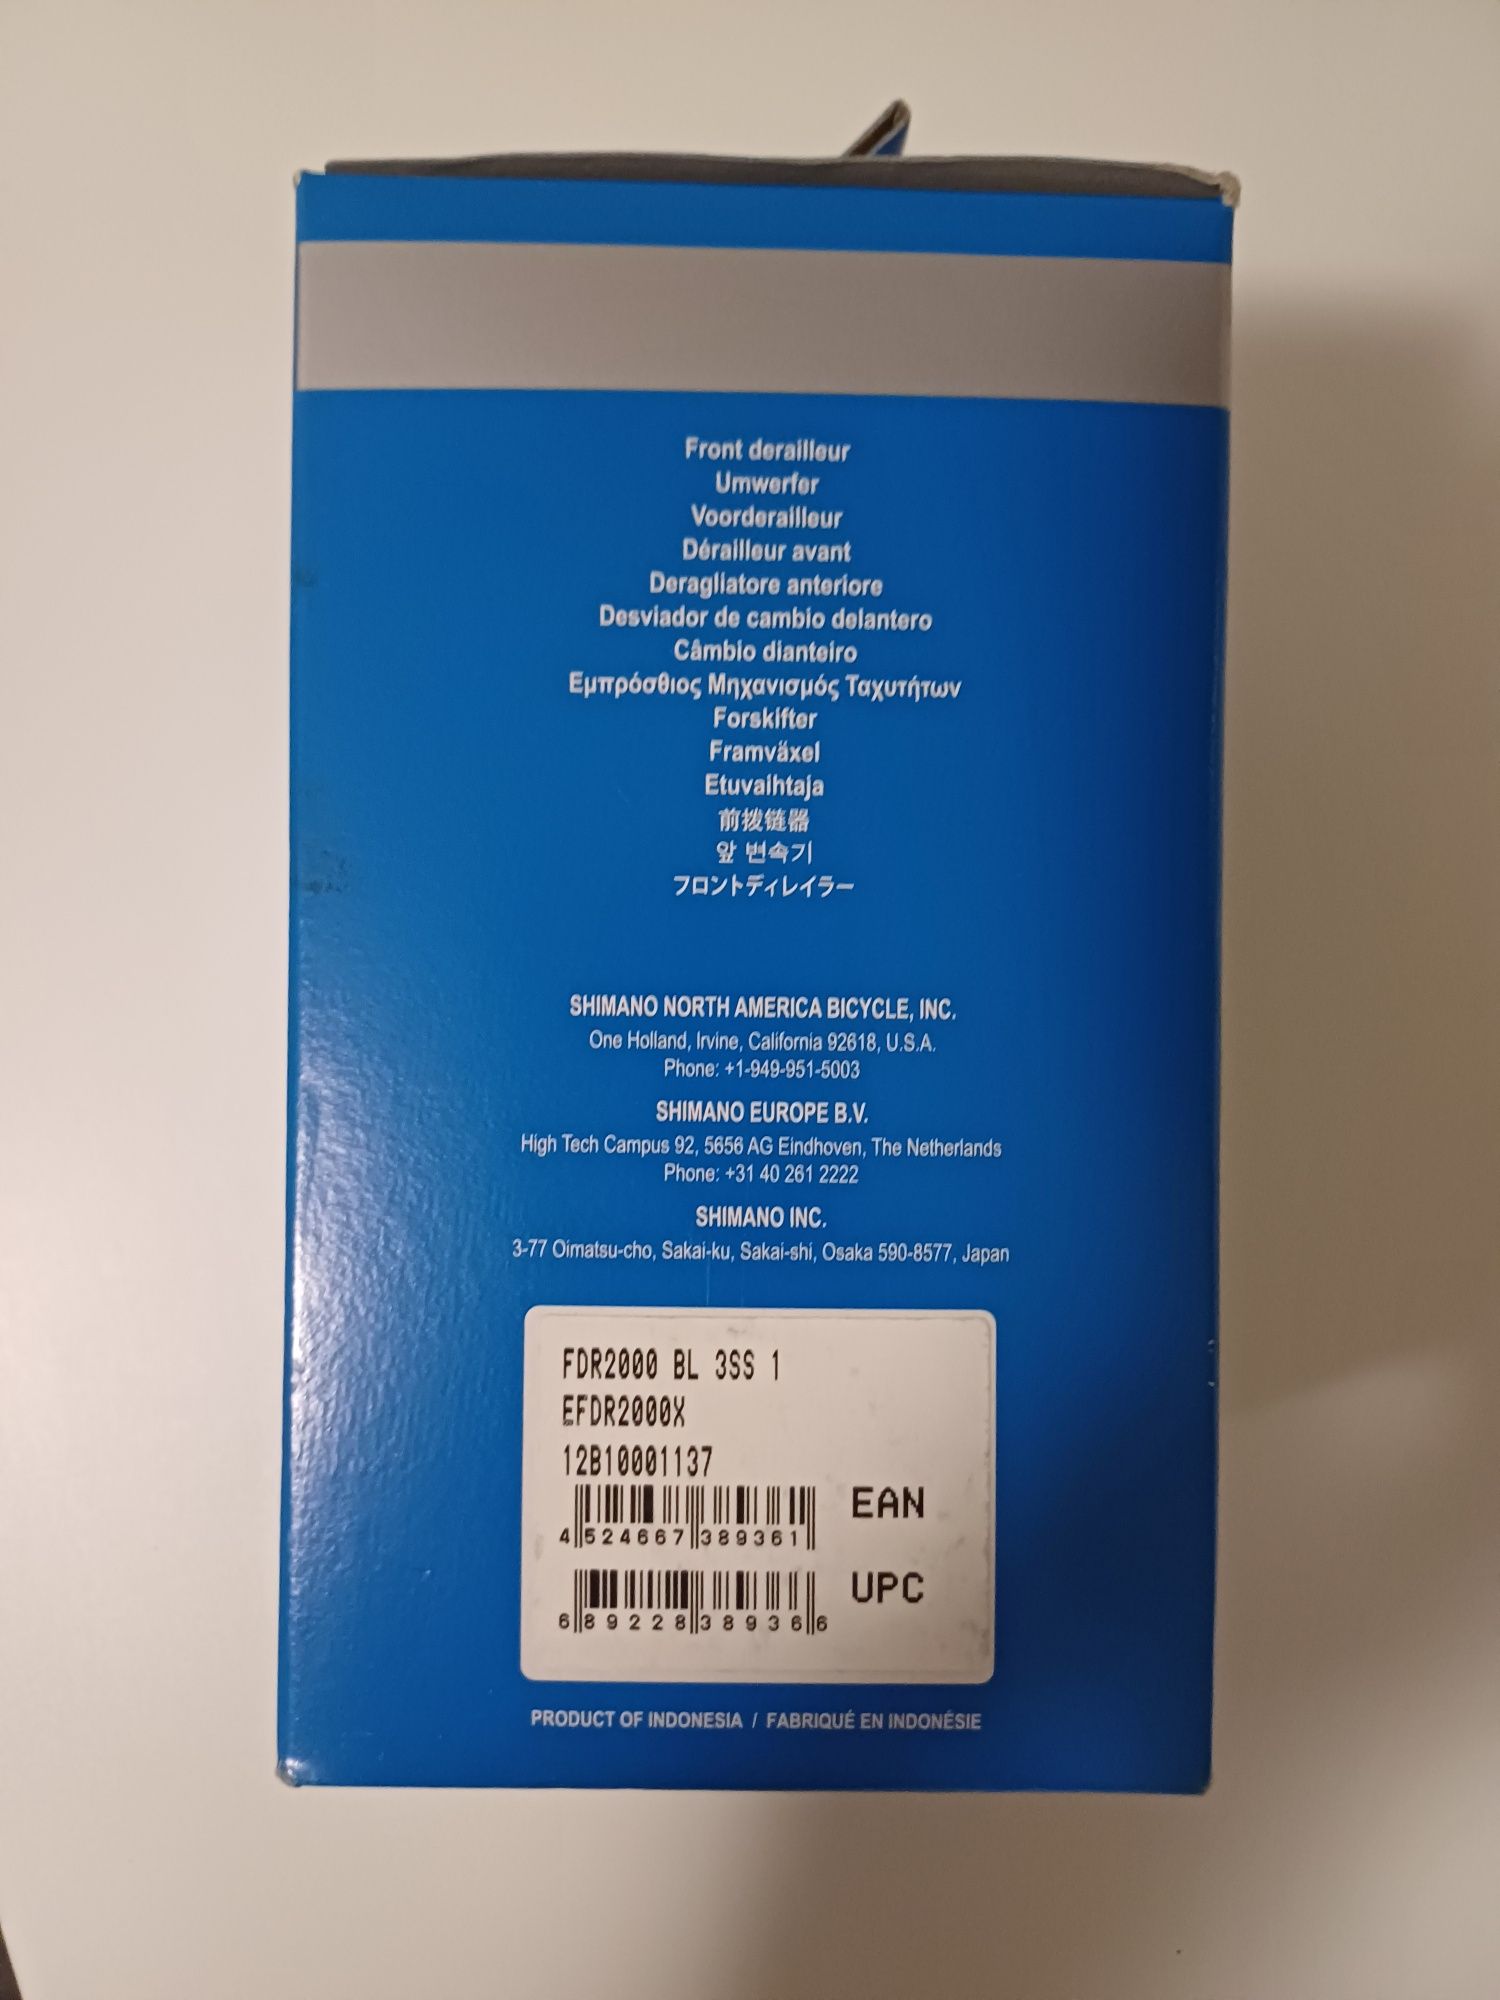 Front derailleur
Umwerfer
Voorderailleur
Dérailleur avant
Deragliatore anteriore
Desviador de cambio delantero
Câmbio dianteiro
Εμπρόσθιος Μηχανισμός Ταχυτήτων
Forskifter
Framväxel
Etuvaihtaja
前拨链器
앞 변속기
フロントディレイラー
SHIMANO NORTH AMERICA BICYCLE, INC.
One Holland, Irvine, California 92618, U.S.A.
Phone: +1-949-951-5003
SHIMANO EUROPE B.V.
High Tech Campus 92, 5656 AG Eindhoven, The Netherlands
Phone: +31 40 261 2222
SHIMANO INC.
3-77 Oimatsu-cho, Sakai-ku, Sakai-shi, Osaka 590-8577, Japan
FDR2000 BL 3SS 1
EFDR2000X
12B10001137
EAN
4 524667 389361
UPC
6 89228 38936 6
PRODUCT OF INDONESIA / FABRIQUÉ EN INDONÉSIE